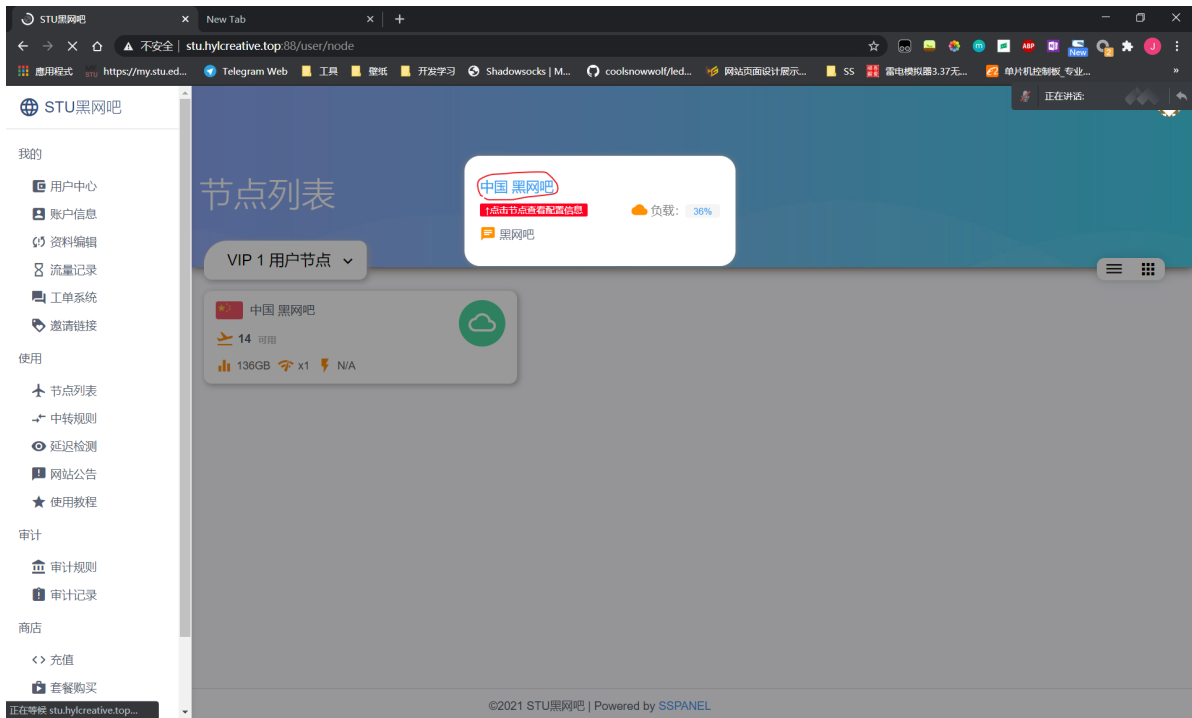 STU黑网吧
New Tab
不安全 | stu.hylcreative.top:88/user/node
应用程式 https://my.stu.ed... Telegram Web 工具 壁纸 开发学习 Shadowsocks | M... coolsnowwolf/led... 网站页面设计展示... SS 雷电模拟器3.37无... 单片机控制板_专业... »
ABP
New
2
J
正在讲话:
STU黑网吧
我的
用户中心
账户信息
资料编辑
流量记录
工单系统
邀请链接
使用
节点列表
中转规则
延迟检测
网站公告
使用教程
审计
审计规则
审计记录
商店
充值
套餐购买
正在等候 stu.hylcreative.top...
节点列表
中国 黑网吧
↑点击节点查看配置信息
负载: 36%
黑网吧
VIP 1 用户节点
中国 黑网吧
14 可用
136GB x1 N/A
©2021 STU黑网吧 | Powered by SSPANEL